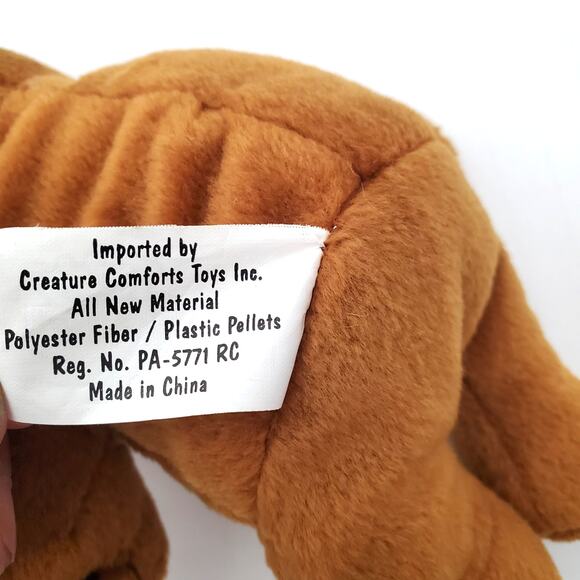 Imported by
Creature Comforts Toys Inc.
All New Material
Polyester Fiber / Plastic Pellets
Reg. No. PA-5771 RC
Made in China